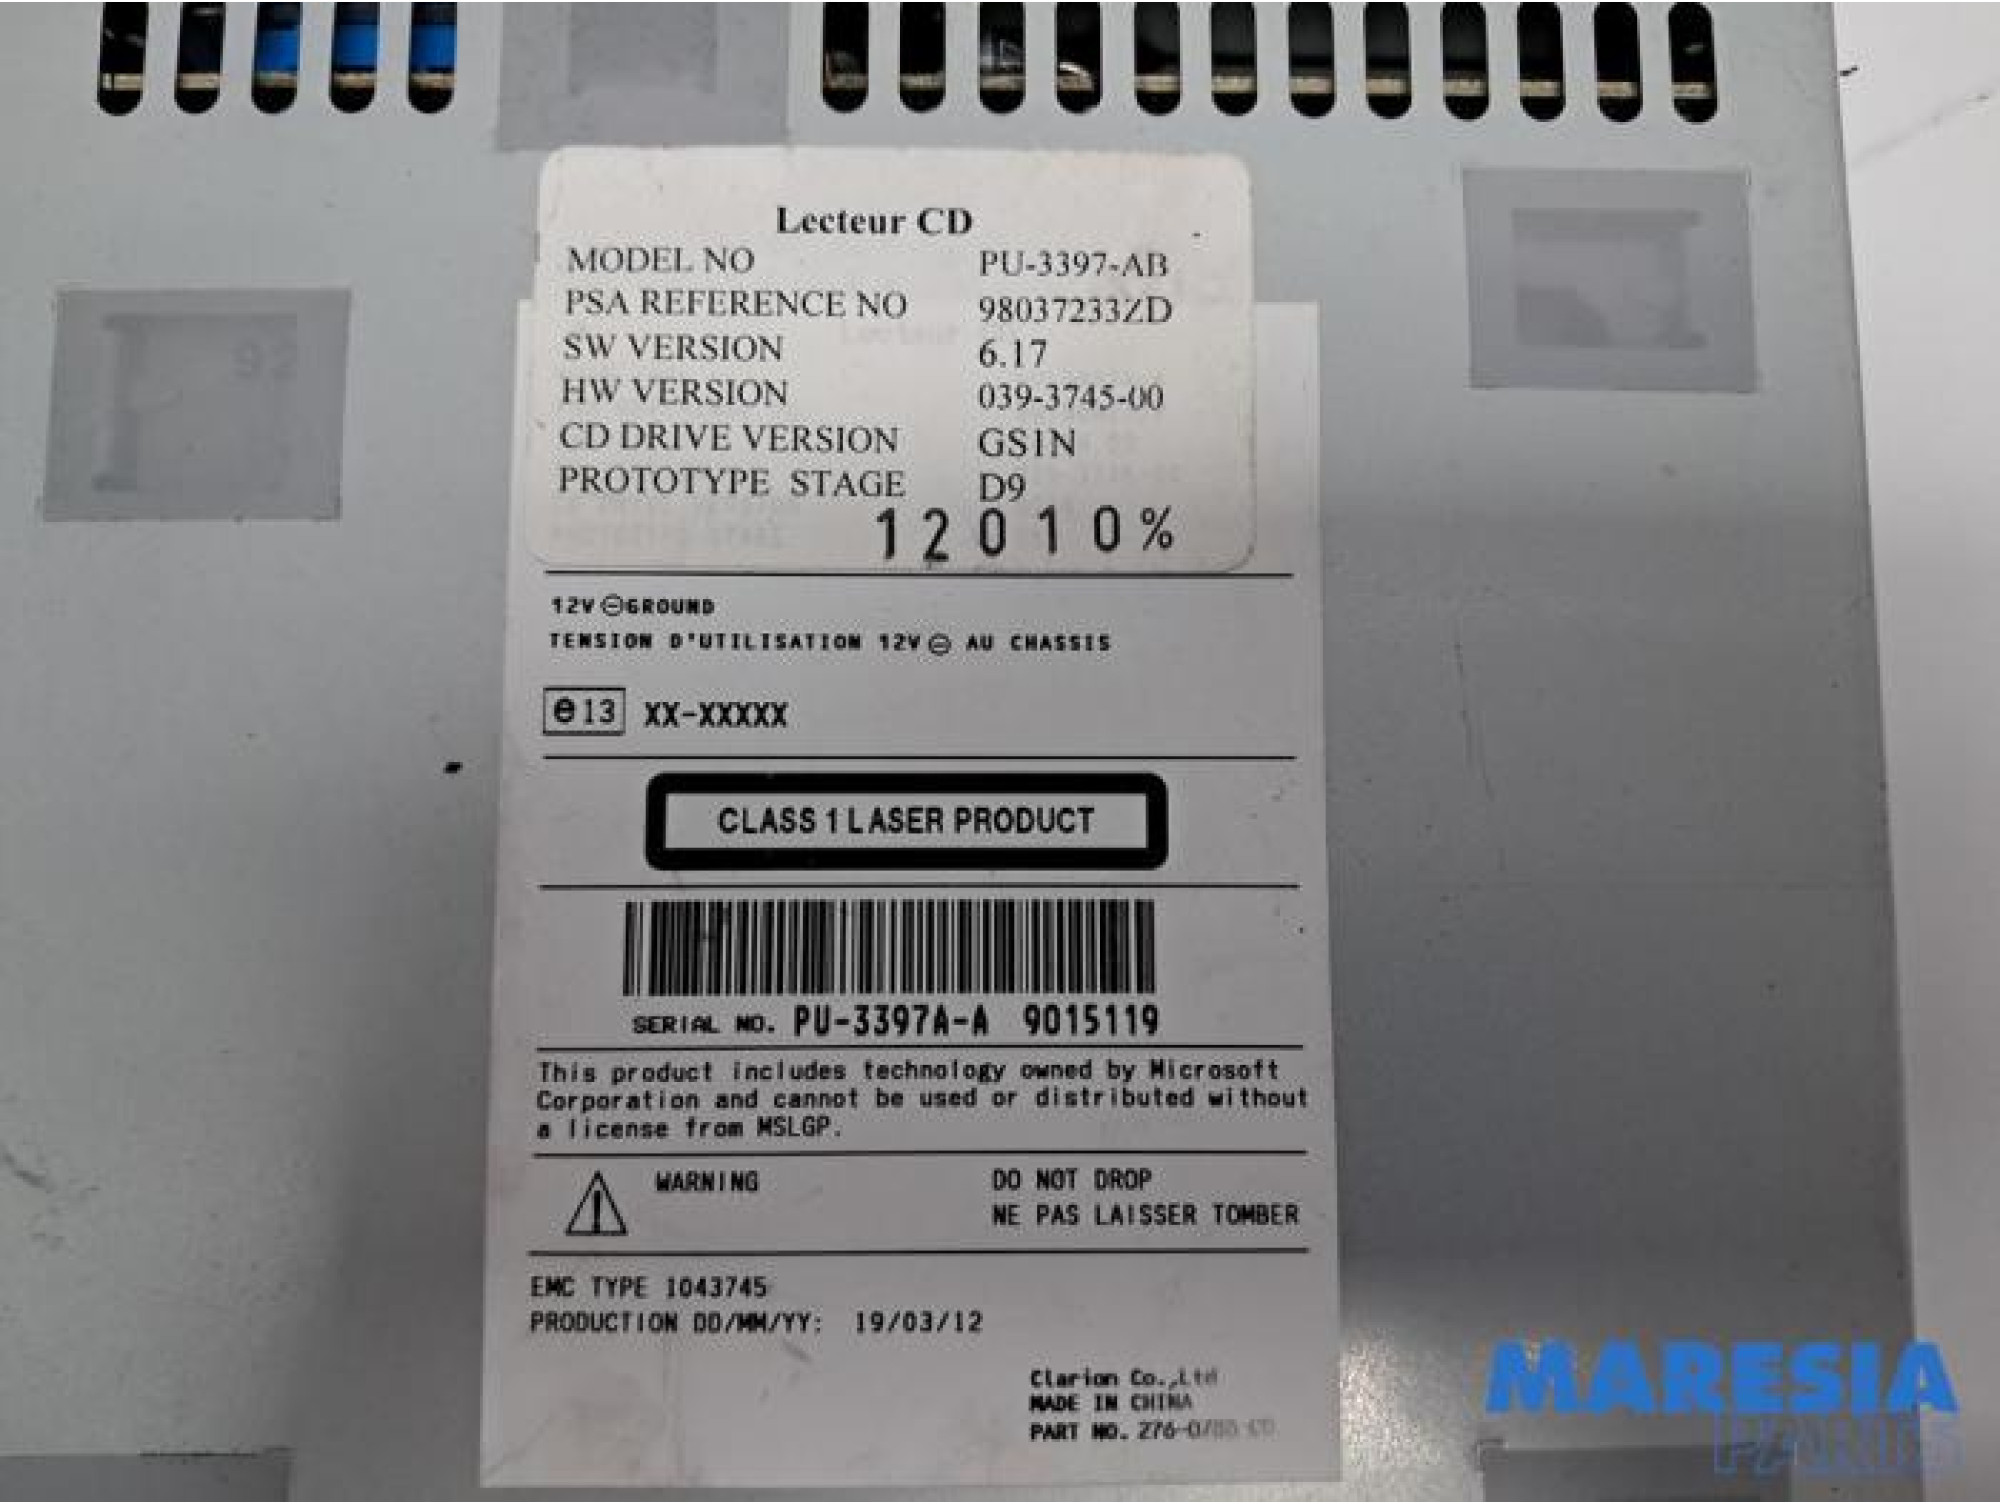 Lecteur CD
MODEL NO PU-3397-AB
PSA REFERENCE NO 98037233ZD
SW VERSION 6.17
HW VERSION 039-3745-00
CD DRIVE VERSION GS1N
PROTOTYPE STAGE D9
12010%
12V ⊖GROUND
TENSION D'UTILISATION 12V ⊖ AU CHASSIS
e13 XX-XXXXX
CLASS 1 LASER PRODUCT
SERIAL NO. PU-3397A-A 9015119
This product includes technology owned by Microsoft
Corporation and cannot be used or distributed without
a license from MSLGP.
WARNING DO NOT DROP
NE PAS LAISSER TOMBER
EMC TYPE 1043745
PRODUCTION DD/MM/YY: 19/03/12
Clarion Co.,Ltd
MADE IN CHINA
PART NO.
MARESIA
PARTS